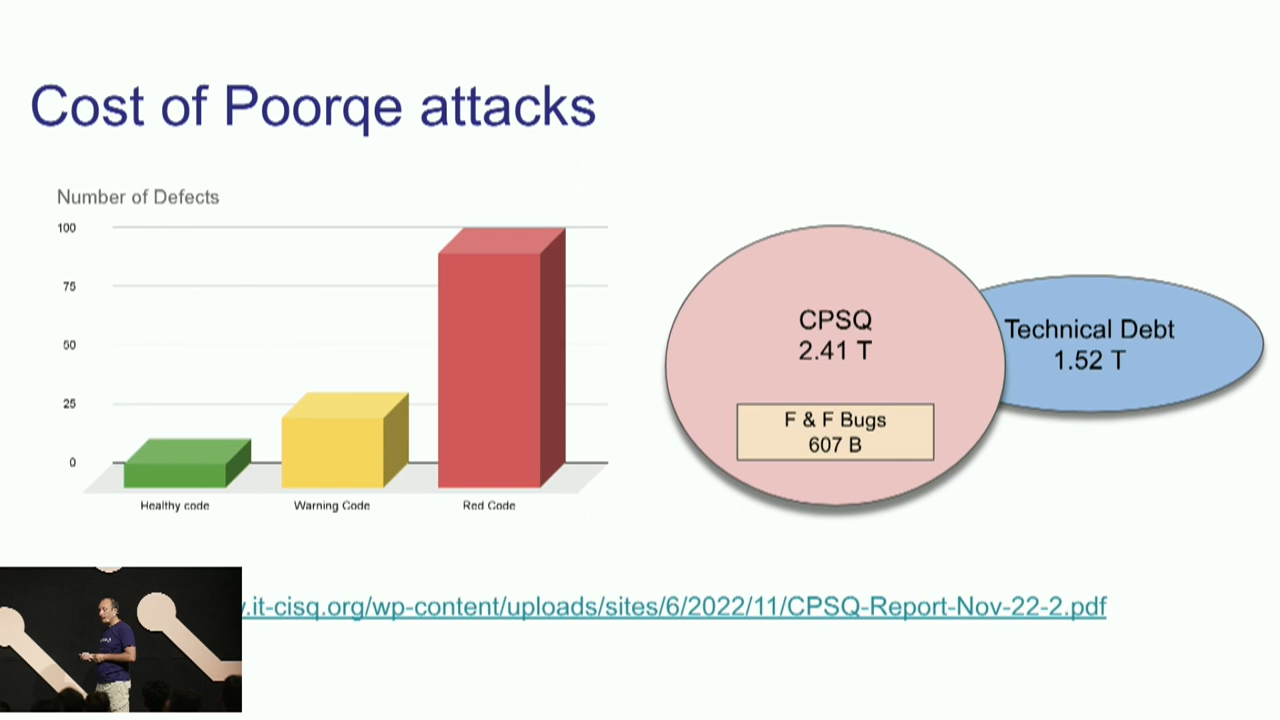 Cost of Poorqe attacks
Number of Defects
100
75
50
25
0
Healthy code
Warning Code
Red Code
CPSQ
2.41 T
F & F Bugs
607 B
Technical Debt
1.52 T
.it-cisq.org/wp-content/uploads/sites/6/2022/11/CPSQ-Report-Nov-22-2.pdf